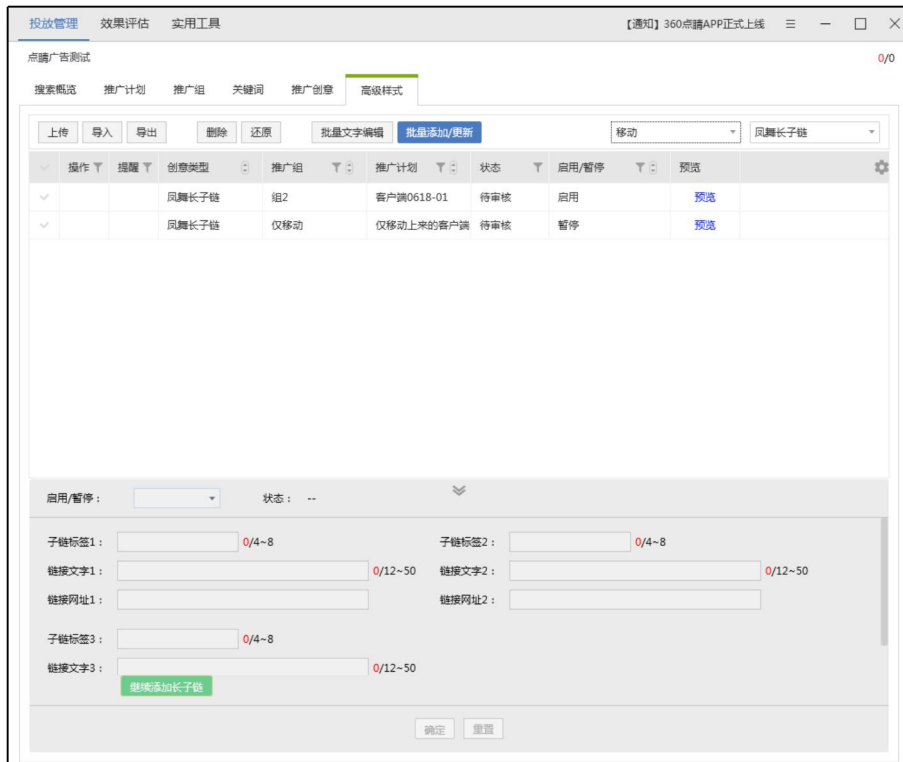 投放管理 效果评估 实用工具 【通知】360点睛APP正式上线
点睛广告测试 0/0
搜索概览 推广计划 推广组 关键词 推广创意 高级样式
上传 导入 导出 删除 还原 批量文字编辑 批量添加/更新 移动 凤舞长子链
操作 提醒 创意类型 推广组 推广计划 状态 启用/暂停 预览
凤舞长子链 组2 客户端0618-01 待审核 启用 预览
凤舞长子链 仅移动 仅移动上来的客户端 待审核 暂停 预览
启用/暂停： 状态： --
子链标签1： 0/4~8 子链标签2： 0/4~8
链接文字1： 0/12~50 链接文字2： 0/12~50
链接网址1： 链接网址2：
子链标签3： 0/4~8
链接文字3： 0/12~50
继续添加长子链
确定 重置